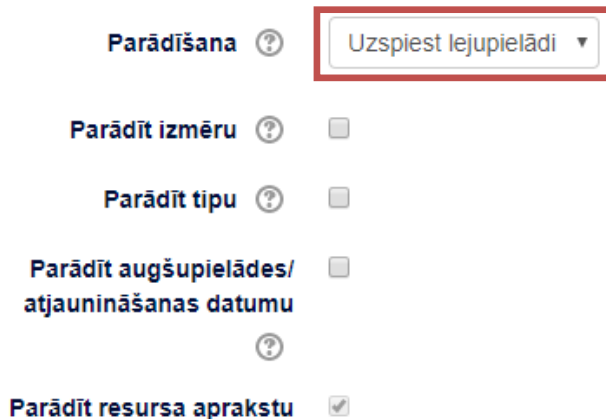 Parādīšana Uzspiest lejupielādi
Parādīt izmēru
Parādīt tipu
Parādīt augšupielādes/
atjaunināšanas datumu
Parādīt resursa aprakstu